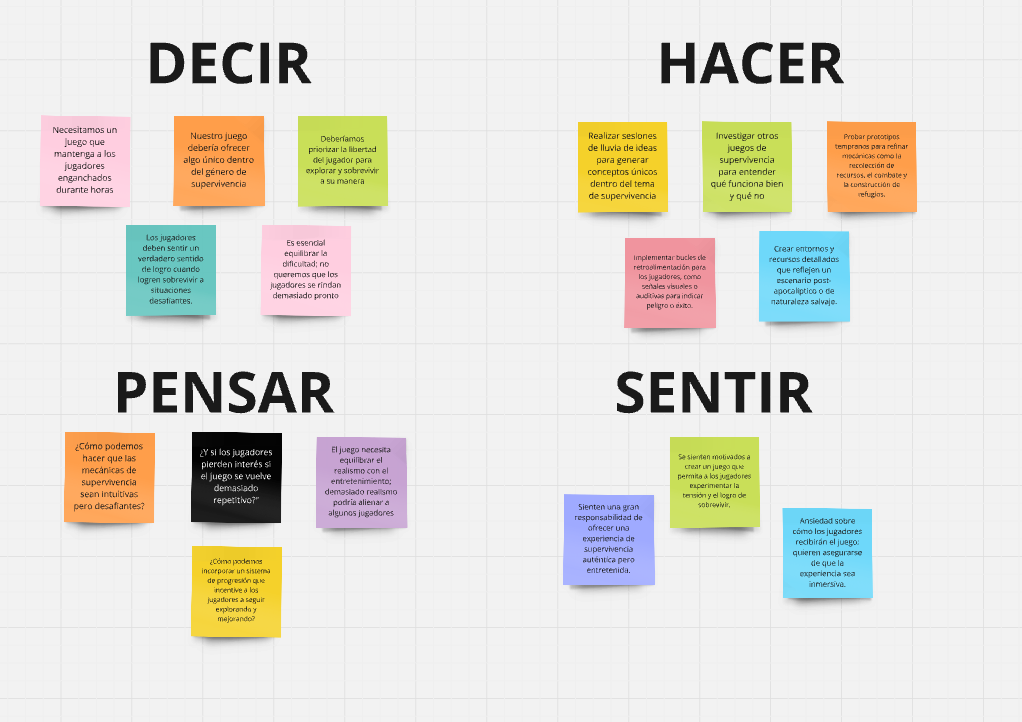 DECIR
Necesitamos un
juego que
mantenga a los
jugadores
enganchados
durante horas
Nuestro juego
debería ofrecer
algo único dentro
del género de
supervivencia
Deberíamos
priorizar la libertad
del jugador para
explorar y sobrevivir
a su manera
Los jugadores
deben sentir un
verdadero sentido
de logro cuando
logren sobrevivir a
situaciones
desafiantes.
Es esencial
equilibrar la
dificultad; no
queremos que los
jugadores se rindan
demasiado pronto
HACER
Realizar sesiones
de lluvia de ideas
para generar
conceptos únicos
dentro del tema
de supervivencia
Investigar otros
juegos de
supervivencia
para entender
qué funciona bien
y qué no
Probar prototipos
tempranos para refinar
mecánicas como la
recolección de
recursos, el combate y
la construcción de
refugios.
Implementar bucles de
retroalimentación para
los jugadores, como
señales visuales o
auditivas para indicar
peligro o éxito.
Crear entornos y
recursos detallados
que reflejen un
escenario post-
apocalíptico o de
naturaleza salvaje.
PENSAR
¿Cómo podemos
hacer que las
mecánicas de
supervivencia
sean intuitivas
pero desafiantes?
¿Y si los jugadores
pierden interés si
el juego se vuelve
demasiado
repetitivo?"
El juego necesita
equilibrar el
realismo con el
entretenimiento;
demasiado realismo
podría alienar a
algunos jugadores
¿Cómo podemos
incorporar un sistema
de progresión que
incentive a los
jugadores a seguir
explorando y
mejorando?
SENTIR
Se sienten motivados a
crear un juego que
permita a los jugadores
experimentar la
tensión y el logro de
sobrevivir.
Sienten una gran
responsabilidad de
ofrecer una
experiencia de
supervivencia
auténtica pero
entretenida.
Ansiedad sobre
cómo los jugadores
recibirán el juego;
quieren asegurarse
de que la
experiencia sea
inmersiva.